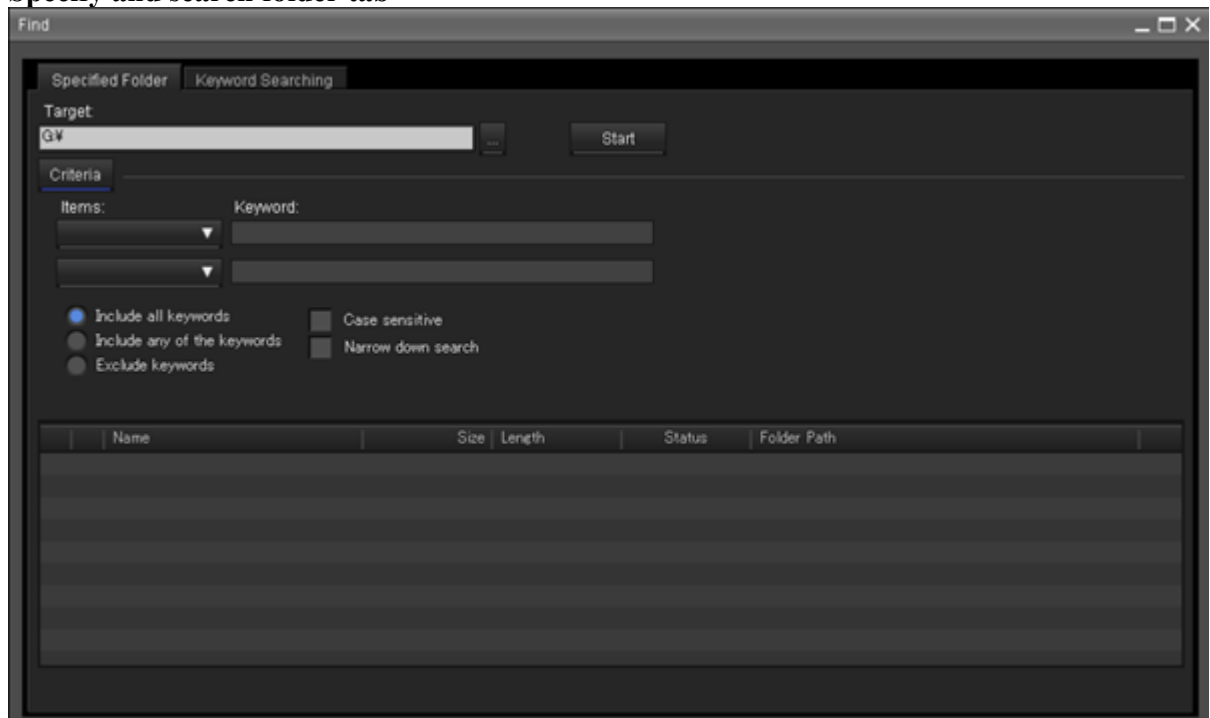 Specify and search folder tab
Find
Specified Folder Keyword Searching
Target:
G:¥
... Start
Criteria
Items: Keyword:
Include all keywords
Case sensitive
Include any of the keywords
Narrow down search
Exclude keywords
Name Size Length Status Folder Path